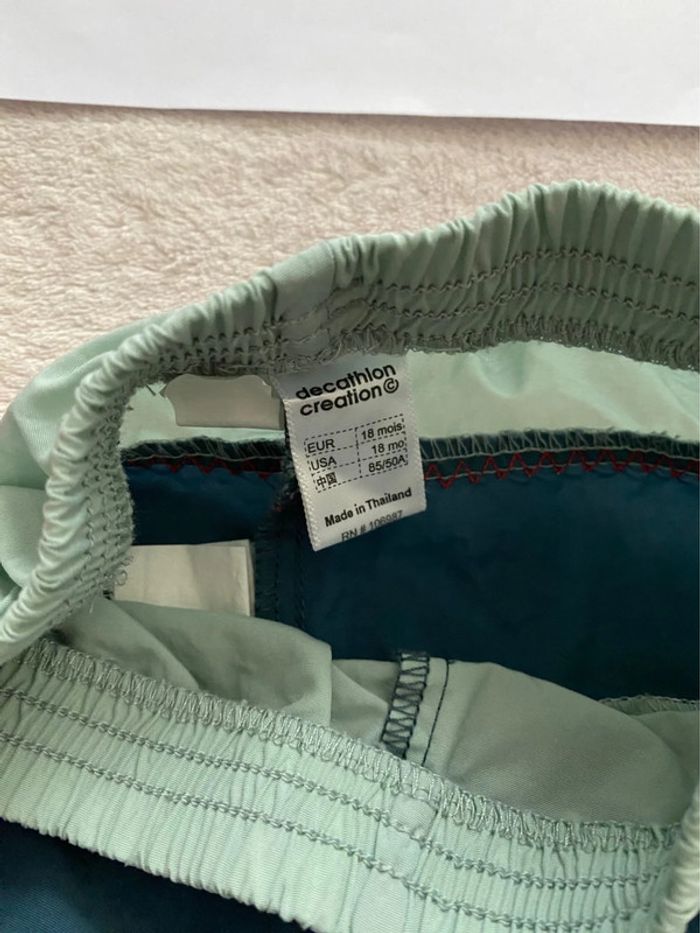 decathlon
creation©
EUR 18 mois
USA 18 mo
中国 85/50A
Made in Thailand
RN # 106987